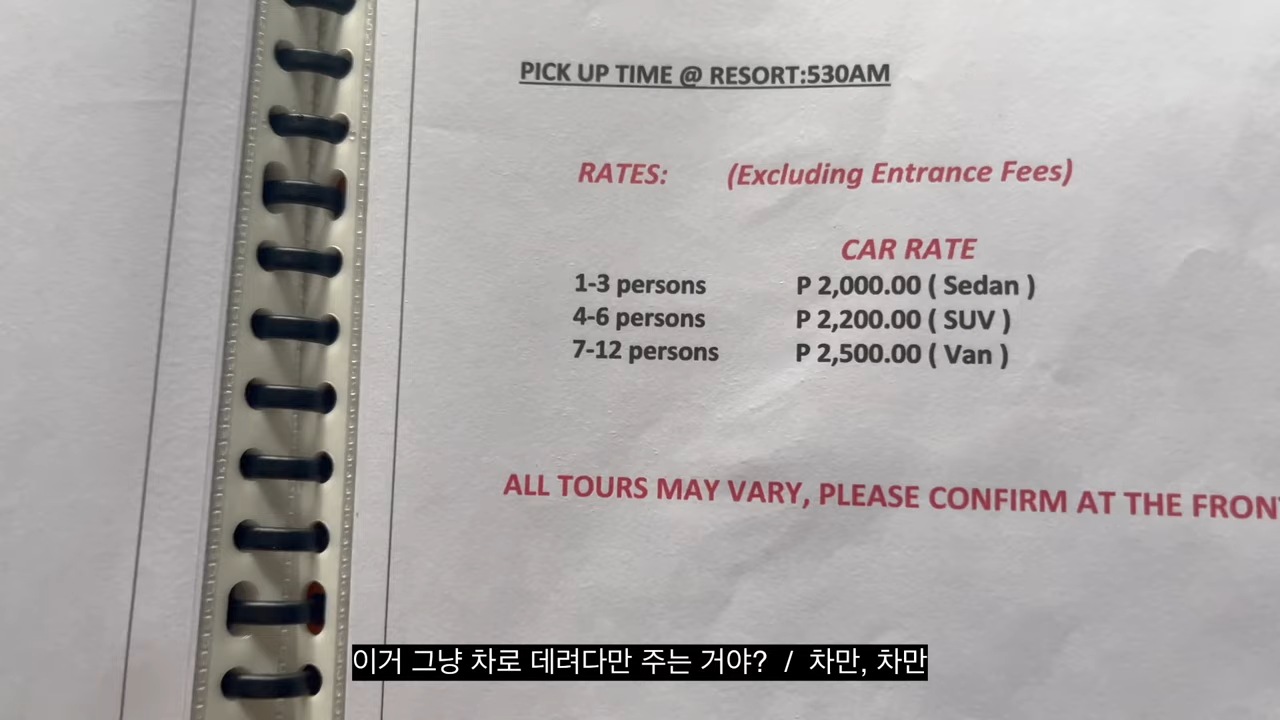 PICK UP TIME @ RESORT:530AM
RATES: (Excluding Entrance Fees)
CAR RATE
1-3 persons P 2,000.00 ( Sedan )
4-6 persons P 2,200.00 ( SUV )
7-12 persons P 2,500.00 ( Van )
ALL TOURS MAY VARY, PLEASE CONFIRM AT THE FRONT
이거 그냥 차로 데려다만 주는 거야? / 차만, 차만